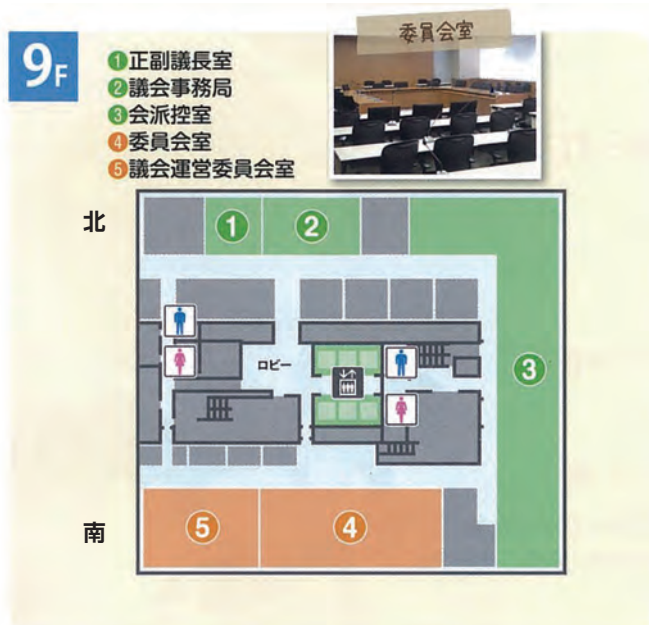 9F
❶正副議長室
❷議会事務局
❸会派控室
❹委員会室
❺議会運営委員会室
委員会室
北
1
2
3
ロビー
南
5
4